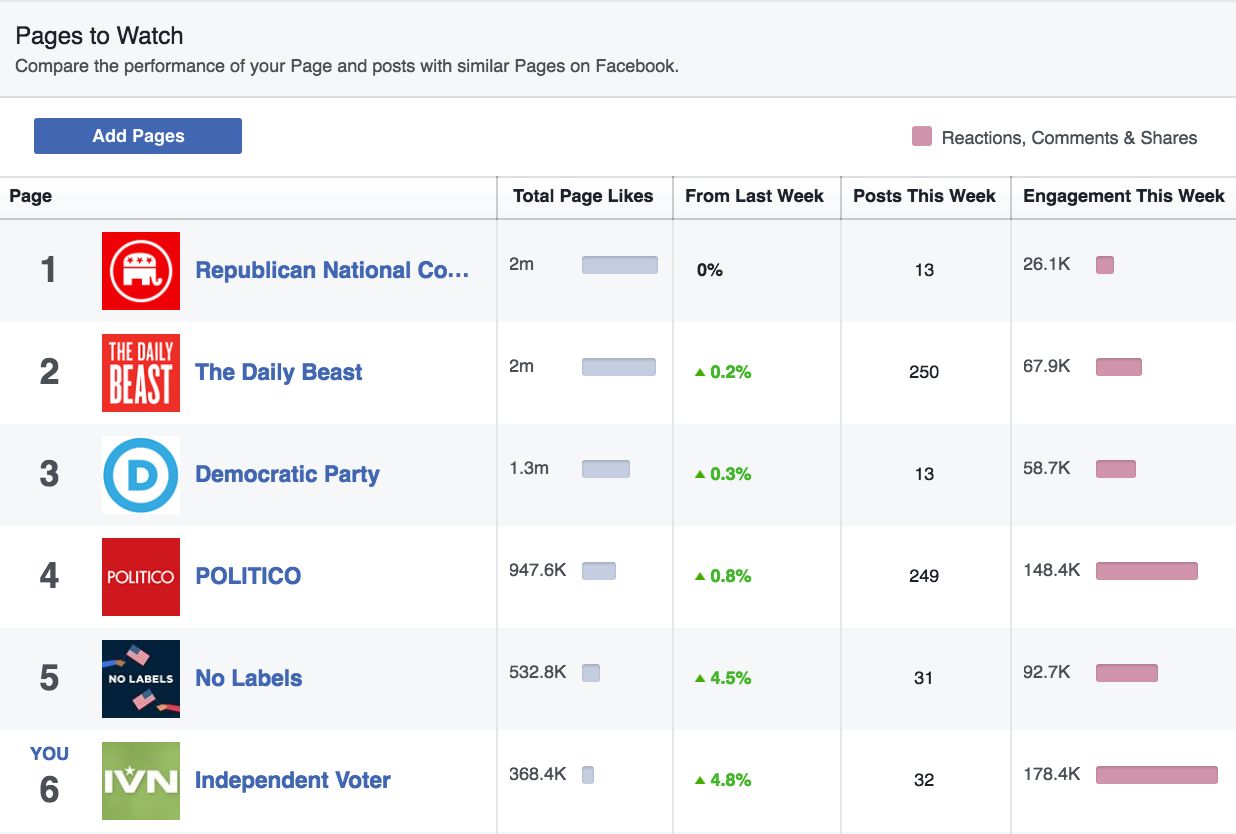 Pages to Watch
Compare the performance of your Page and posts with similar Pages on Facebook.
Add Pages
Reactions, Comments & Shares
Page Total Page Likes From Last Week Posts This Week Engagement This Week
1 Republican National Co... 2m 0% 13 26.1K
THE DAILY
BEAST
2 The Daily Beast 2m 0.2% 250 67.9K
3 D Democratic Party 1.3m 0.3% 13 58.7K
4 POLITICO POLITICO 947.6K 0.8% 249 148.4K
5 NO LABELS No Labels 532.8K 4.5% 31 92.7K
YOU
6 IVN Independent Voter 368.4K 4.8% 32 178.4K